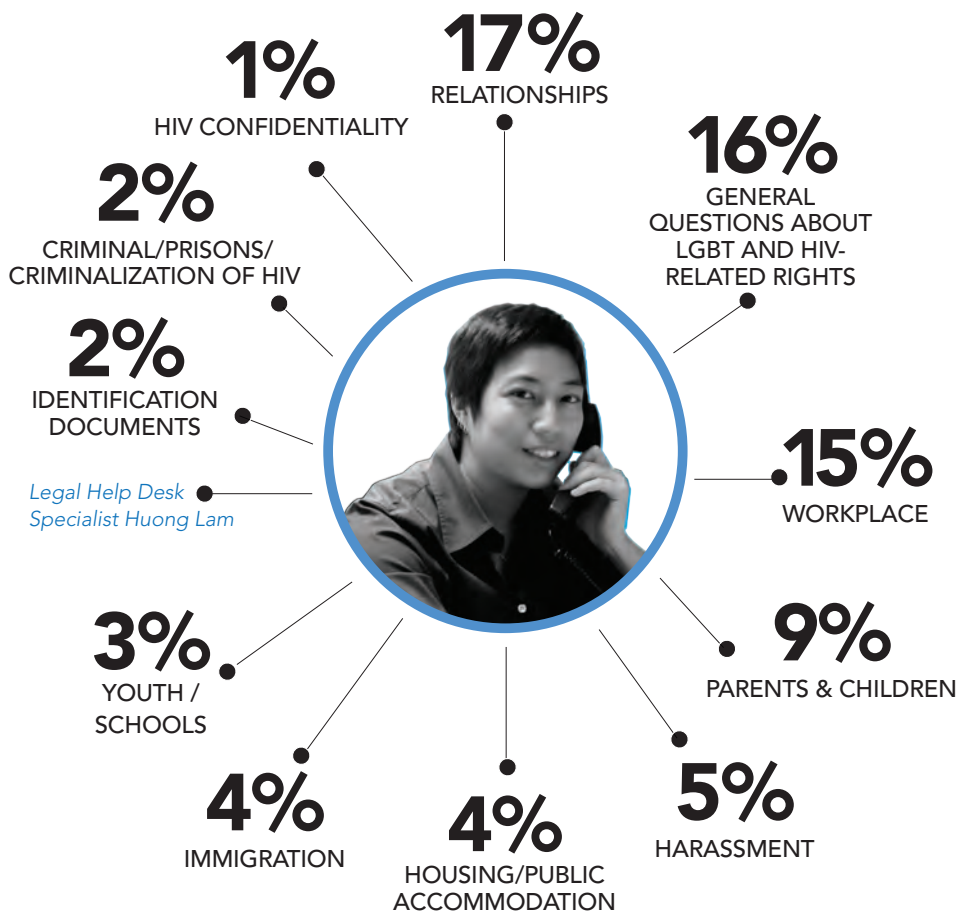 17%
RELATIONSHIPS
16%
GENERAL
QUESTIONS ABOUT
LGBT AND HIV-
RELATED RIGHTS
15%
WORKPLACE
9%
PARENTS & CHILDREN
5%
HARASSMENT
4%
HOUSING/PUBLIC
ACCOMMODATION
4%
IMMIGRATION
3%
YOUTH /
SCHOOLS
Legal Help Desk
Specialist Huong Lam
2%
IDENTIFICATION
DOCUMENTS
2%
CRIMINAL/PRISONS/
CRIMINALIZATION OF HIV
1%
HIV CONFIDENTIALITY